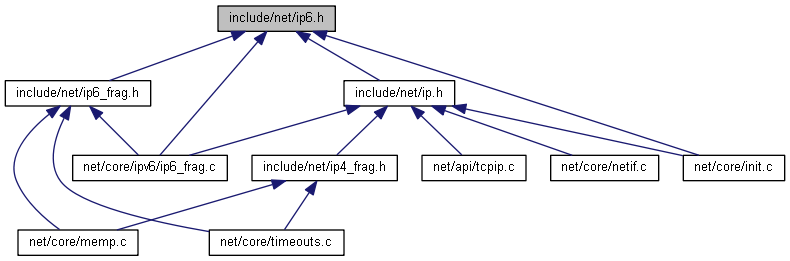 include/net/ip6.h
include/net/ip6_frag.h
include/net/ip.h
net/core/ipv6/ip6_frag.c
include/net/ip4_frag.h
net/api/tcpip.c
net/core/netif.c
net/core/init.c
net/core/memp.c
net/core/timeouts.c